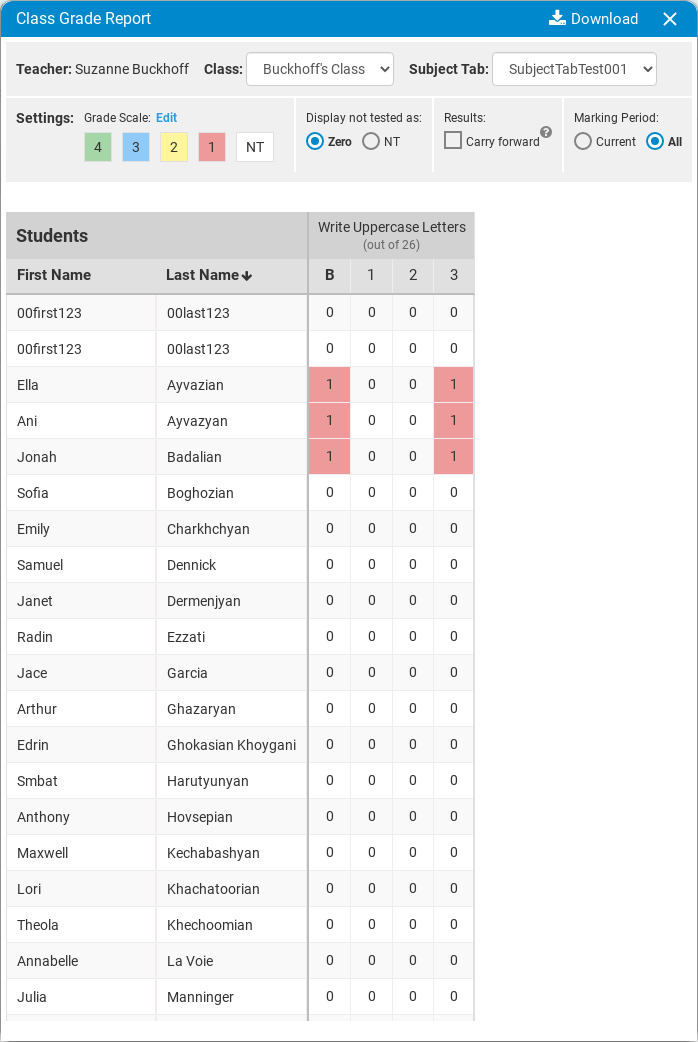 Class Grade Report Download
Teacher: Suzanne Buckhoff Class: Buckhoff's Class Subject Tab: SubjectTabTest001
Settings: Grade Scale: Edit Display not tested as: Results: Marking Period:
4 3 2 1 NT Zero NT Carry forward ? Current All
Students Write Uppercase Letters
(out of 26)
First Name Last Name B 1 2 3
00first123 00last123 0 0 0 0
00first123 00last123 0 0 0 0
Ella Ayvazian 1 0 0 1
Ani Ayvazyan 1 0 0 1
Jonah Badalian 1 0 0 1
Sofia Boghozian 0 0 0 0
Emily Charkhchyan 0 0 0 0
Samuel Dennick 0 0 0 0
Janet Dermenjyan 0 0 0 0
Radin Ezzati 0 0 0 0
Jace Garcia 0 0 0 0
Arthur Ghazaryan 0 0 0 0
Edrin Ghokasian Khoygani 0 0 0 0
Smbat Harutyunyan 0 0 0 0
Anthony Hovsepian 0 0 0 0
Maxwell Kechabashyan 0 0 0 0
Lori Khachatoorian 0 0 0 0
Theola Khechoomian 0 0 0 0
Annabelle La Voie 0 0 0 0
Julia Manninger 0 0 0 0